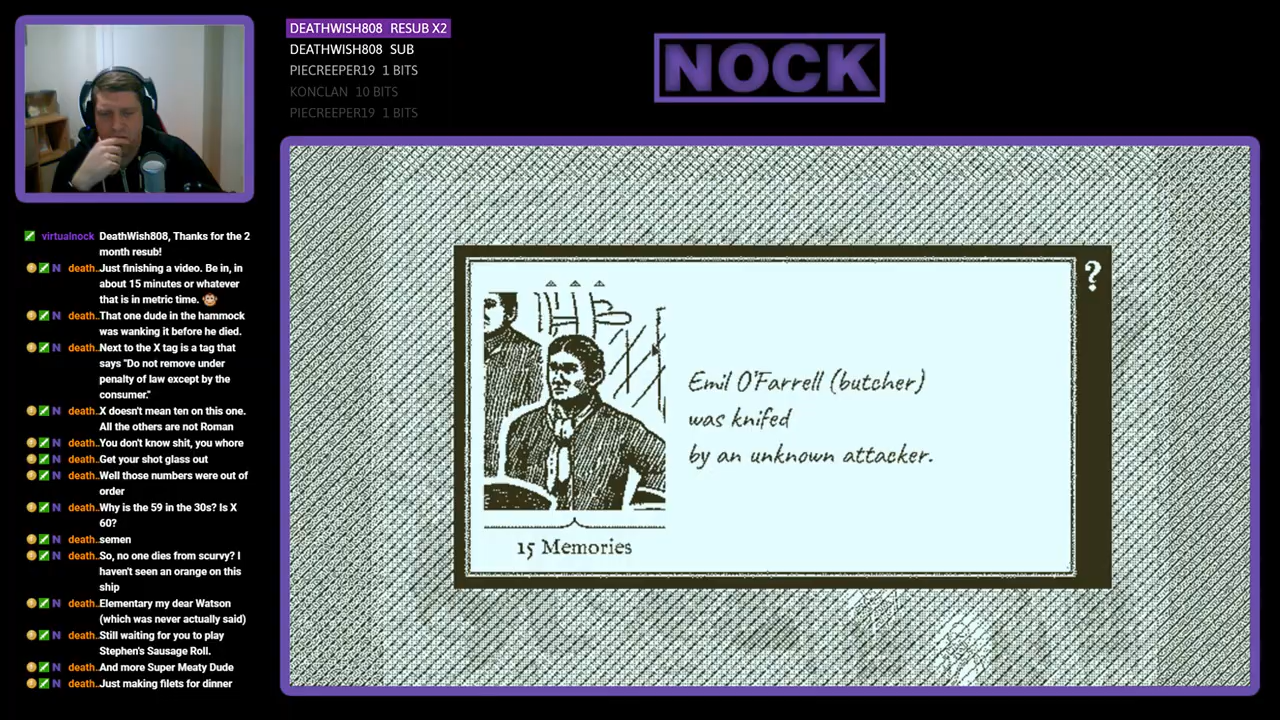 DEATHWISH808 RESUB X2
DEATHWISH808 SUB
PIECREEPER19 1 BITS
KONCLAN 10 BITS
PIECREEPER19 1 BITS
NOCK
virtualnock DeathWish808, Thanks for the 2
month resub!
N death.. Just finishing a video. Be in, in
about 15 minutes or whatever
that is in metric time.
N death.. That one dude in the hammock
was wanking it before he died.
N death.. Next to the X tag is a tag that
says "Do not remove under
penalty of law except by the
consumer."
N death.. X doesn't mean ten on this one.
All the others are not Roman
N death.. You don't know shit, you whore
N death.. Get your shot glass out
N death.. Well those numbers were out of
order
N death.. Why is the 59 in the 30s? Is X
60?
N death.. semen
N death.. So, no one dies from scurvy? I
haven't seen an orange on this
ship
N death.. Elementary my dear Watson
(which was never actually said)
N death.. Still waiting for you to play
Stephen's Sausage Roll.
N death.. And more Super Meaty Dude
N death.. Just making filets for dinner
?
Emil O'Farrell (butcher)
was knifed
by an unknown attacker.
15 Memories